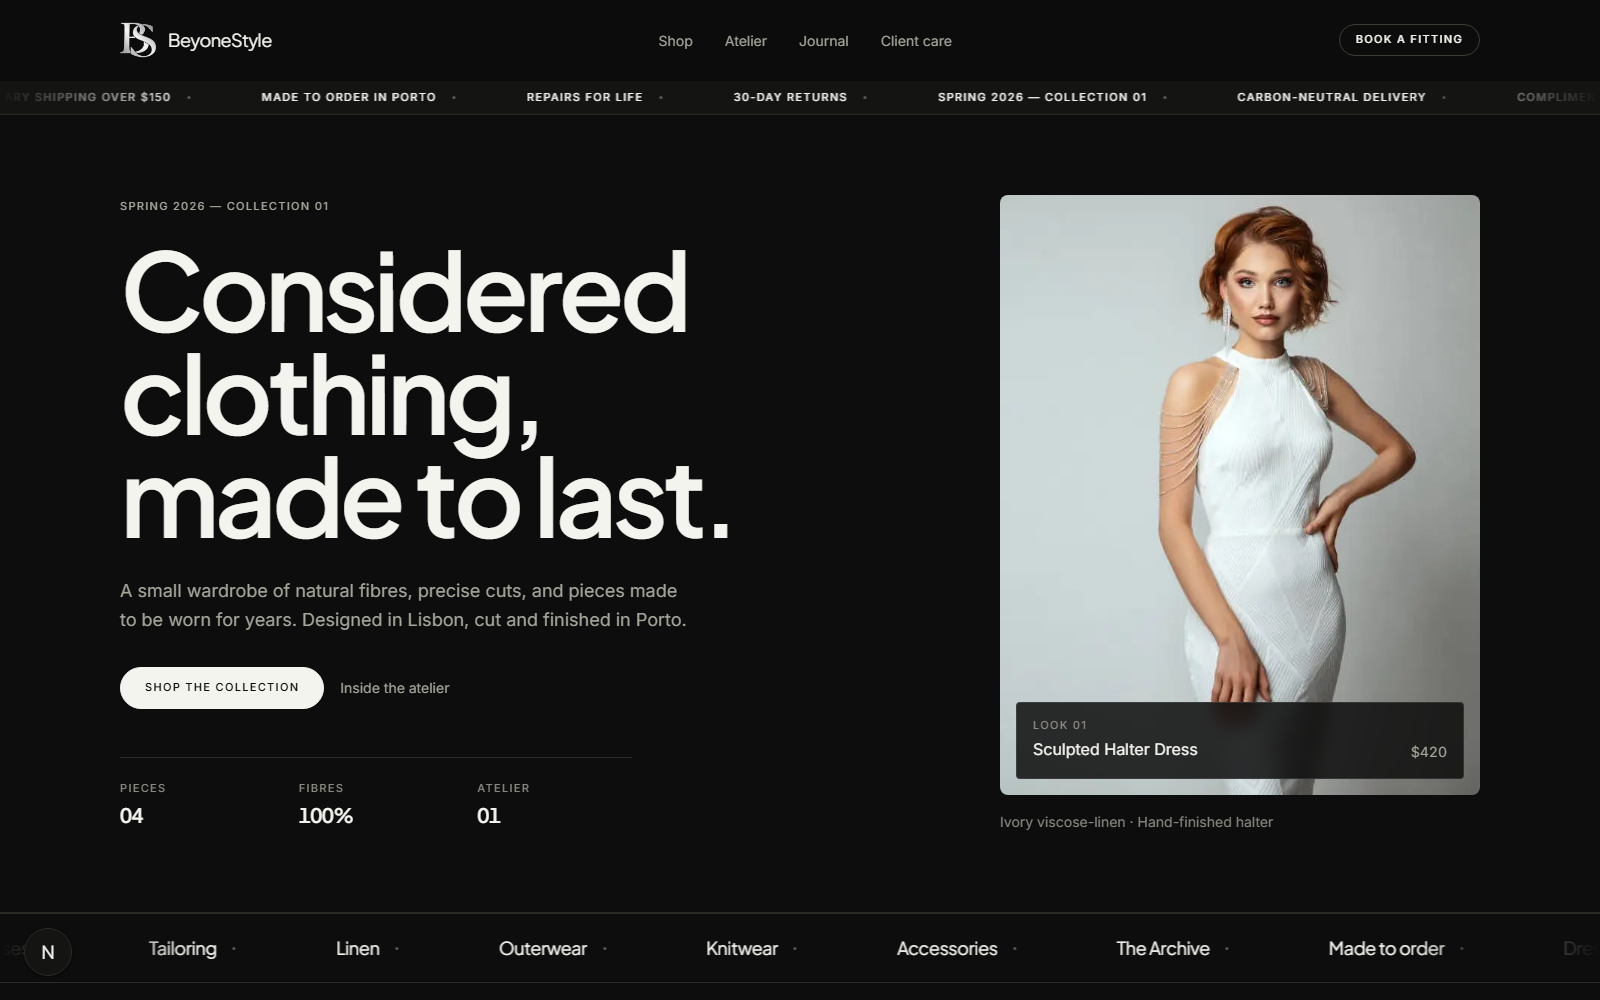 BS
BeyoneStyle
Shop
Atelier
Journal
Client care
BOOK A FITTING
SHIPPING OVER $150 • MADE TO ORDER IN PORTO • REPAIRS FOR LIFE • 30-DAY RETURNS • SPRING 2026 — COLLECTION 01 • CARBON-NEUTRAL DELIVERY •
SPRING 2026 — COLLECTION 01
Considered
clothing,
made to last.
A small wardrobe of natural fibres, precise cuts, and pieces made
to be worn for years. Designed in Lisbon, cut and finished in Porto.
SHOP THE COLLECTION
Inside the atelier
PIECES
04
FIBRES
100%
ATELIER
01
LOOK 01
Sculpted Halter Dress
$420
Ivory viscose-linen · Hand-finished halter
N
Tailoring • Linen • Outerwear • Knitwear • Accessories • The Archive • Made to order •